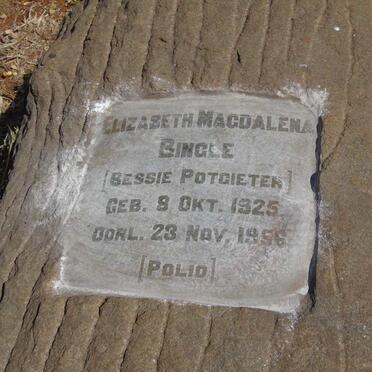 ELIZABETH MAGDALENA
BINGLE
[BESSIE POTGIETER]
GEB. 9 OKT. 1925
OORL. 23 NOV. 1956
[POLIO]